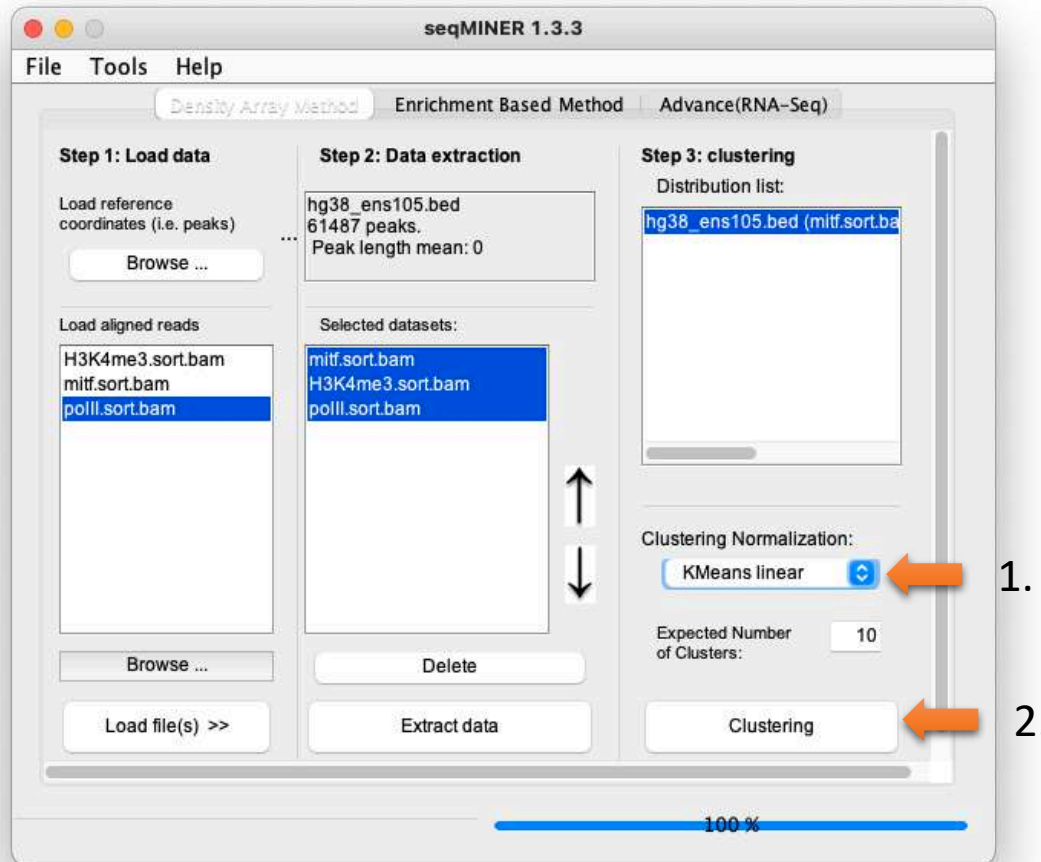 seqMINER 1.3.3
File Tools Help
Density Array Method Enrichment Based Method Advance(RNA-Seq)
Step 1: Load data
Load reference
coordinates (i.e. peaks)
...
Browse ...
Load aligned reads
H3K4me3.sort.bam
mitf.sort.bam
polII.sort.bam
Browse ...
Load file(s) >>
Step 2: Data extraction
hg38_ens105.bed
61487 peaks.
Peak length mean: 0
Selected datasets:
mitf.sort.bam
H3K4me3.sort.bam
polII.sort.bam
Delete
Extract data
Step 3: clustering
Distribution list:
hg38_ens105.bed (mitf.sort.ba
Clustering Normalization:
KMeans linear
1.
Expected Number
of Clusters:
10
Clustering
2
100 %